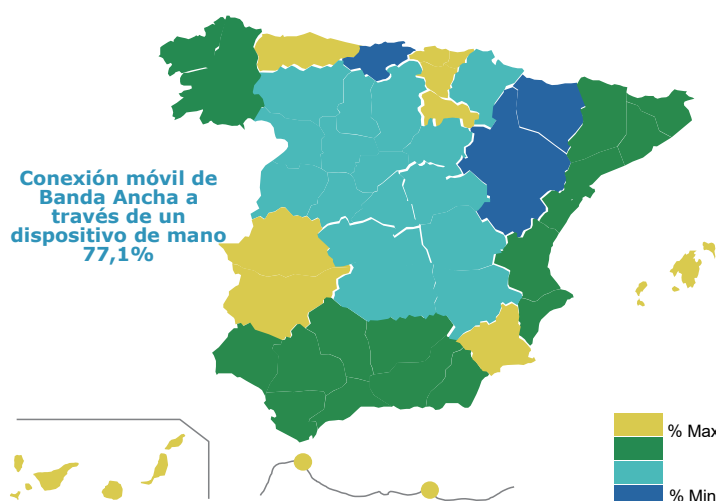 Conexión móvil de
Banda Ancha a
través de un
dispositivo de mano
77,1%
% Max
% Min